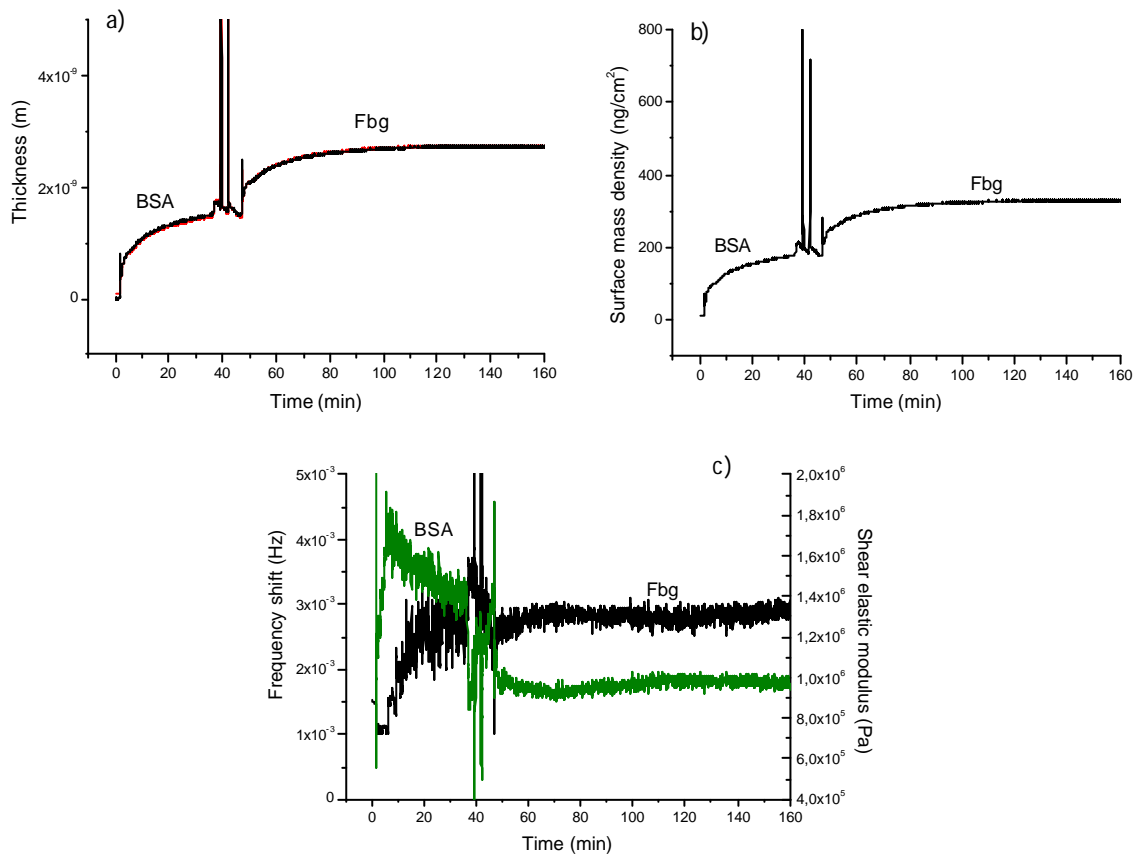 a)
Thickness (m)
4x10⁻⁹
2x10⁻⁹
0
BSA
Fbg
0 20 40 60 80 100 120 140 160
Time (min)
b)
Surface mass density (ng/cm²)
800
600
400
200
0
BSA
Fbg
0 20 40 60 80 100 120 140 160
Time (min)
c)
Frequency shift (Hz)
5x10⁻³
4x10⁻³
3x10⁻³
2x10⁻³
1x10⁻³
0
BSA
Fbg
2,0x10⁶
1,8x10⁶
1,6x10⁶
1,4x10⁶
1,2x10⁶
1,0x10⁶
8,0x10⁵
6,0x10⁵
4,0x10⁵
Shear elastic modulus (Pa)
0 20 40 60 80 100 120 140 160
Time (min)